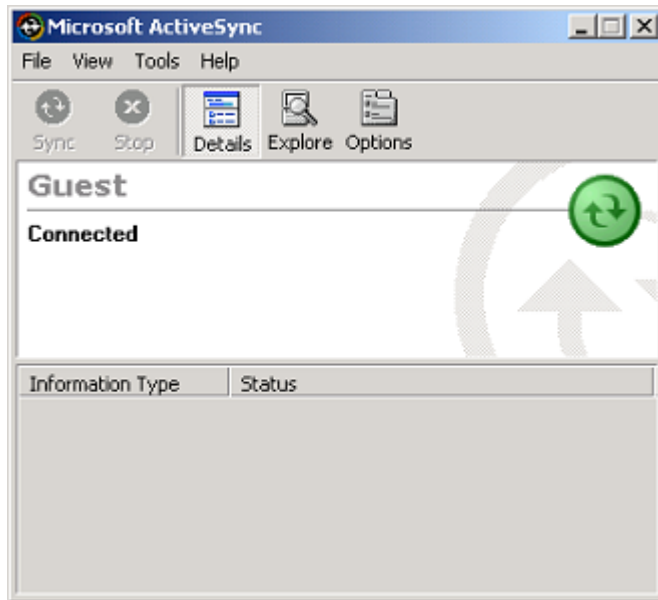 Microsoft ActiveSync
File View Tools Help
Sync Stop Details Explore Options
Guest
Connected
Information Type Status